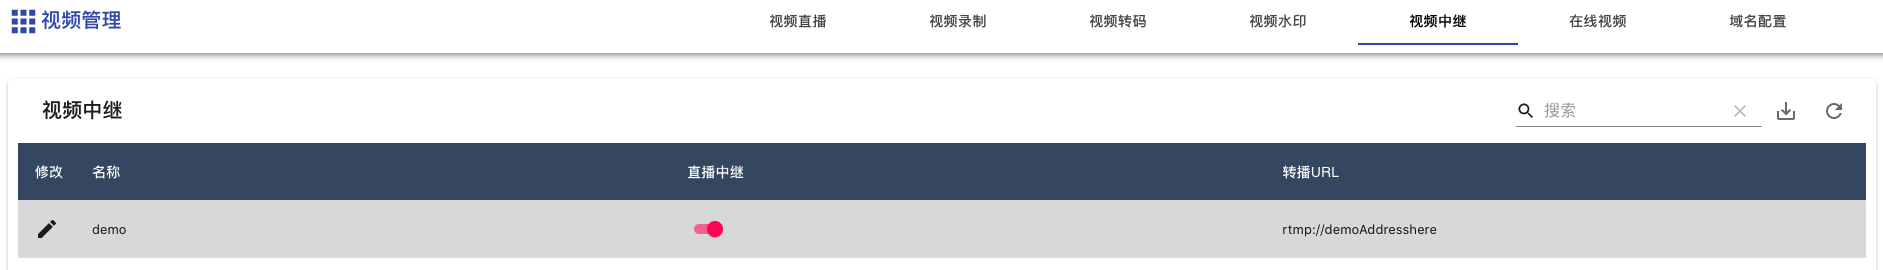 视频管理
视频直播 视频录制 视频转码 视频水印 视频中继 在线视频 域名配置
视频中继
搜索
修改 名称 直播中继 转播URL
demo rtmp://demoAddresshere